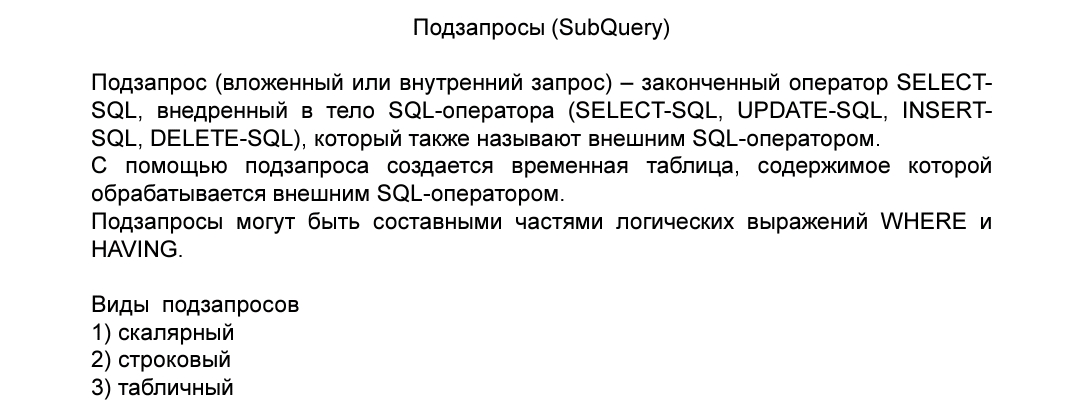 Подзапросы (SubQuery)
Подзапрос (вложенный или внутренний запрос) – законченный оператор SELECT-
SQL, внедренный в тело SQL-оператора (SELECT-SQL, UPDATE-SQL, INSERT-
SQL, DELETE-SQL), который также называют внешним SQL-оператором.
С помощью подзапроса создается временная таблица, содержимое которой
обрабатывается внешним SQL-оператором.
Подзапросы могут быть составными частями логических выражений WHERE и
HAVING.
Виды подзапросов
1) скалярный
2) строковый
3) табличный